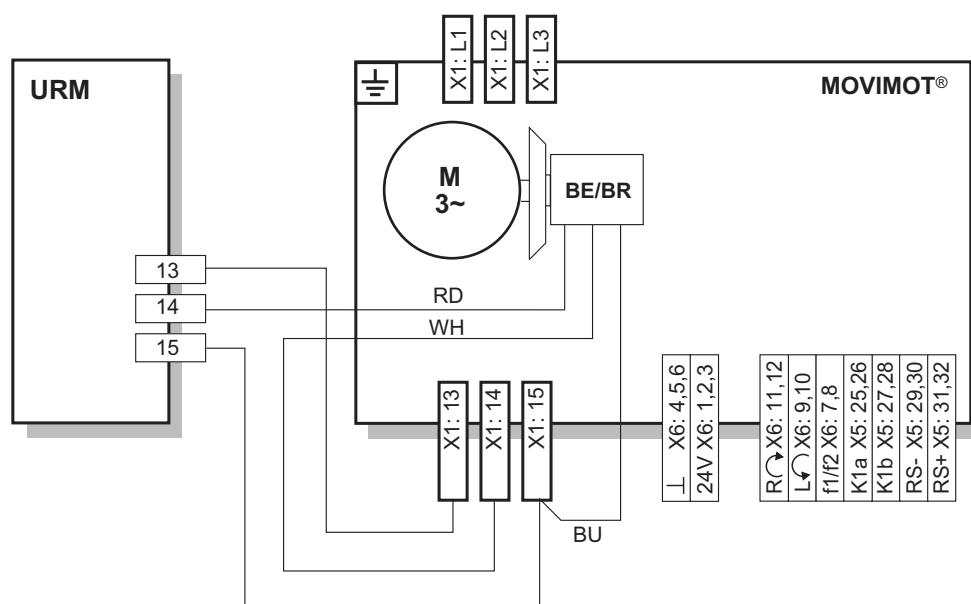 X1: L1
X1: L2
X1: L3
URM
MOVIMOT®
M
3~
BE/BR
13
14
15
RD
WH
X1: 13
X1: 14
X1: 15
⊥ X6: 4,5,6
24V X6: 1,2,3
R↷ X6: 11,12
L↶ X6: 9,10
f1/f2 X6: 7,8
K1a X5: 25,26
K1b X5: 27,28
RS- X5: 29,30
RS+ X5: 31,32
BU